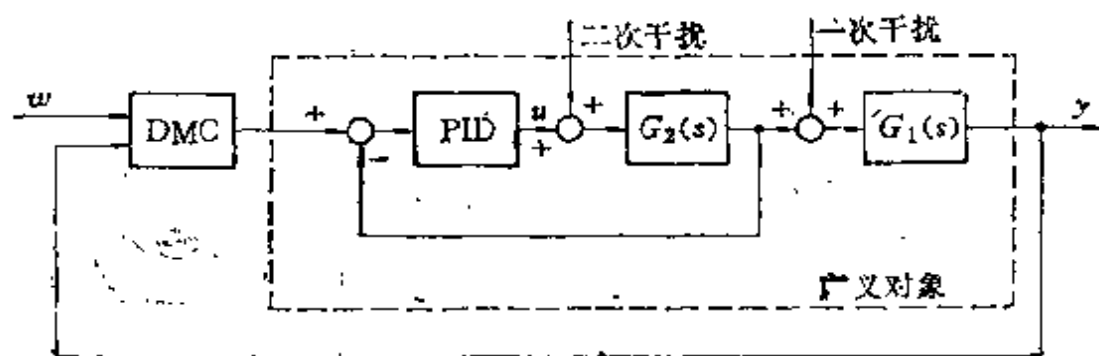 二次干扰
一次干扰
w
DMC
+
-
PID
u
+
+
G₂(s)
+
+
G₁(s)
y
广义对象